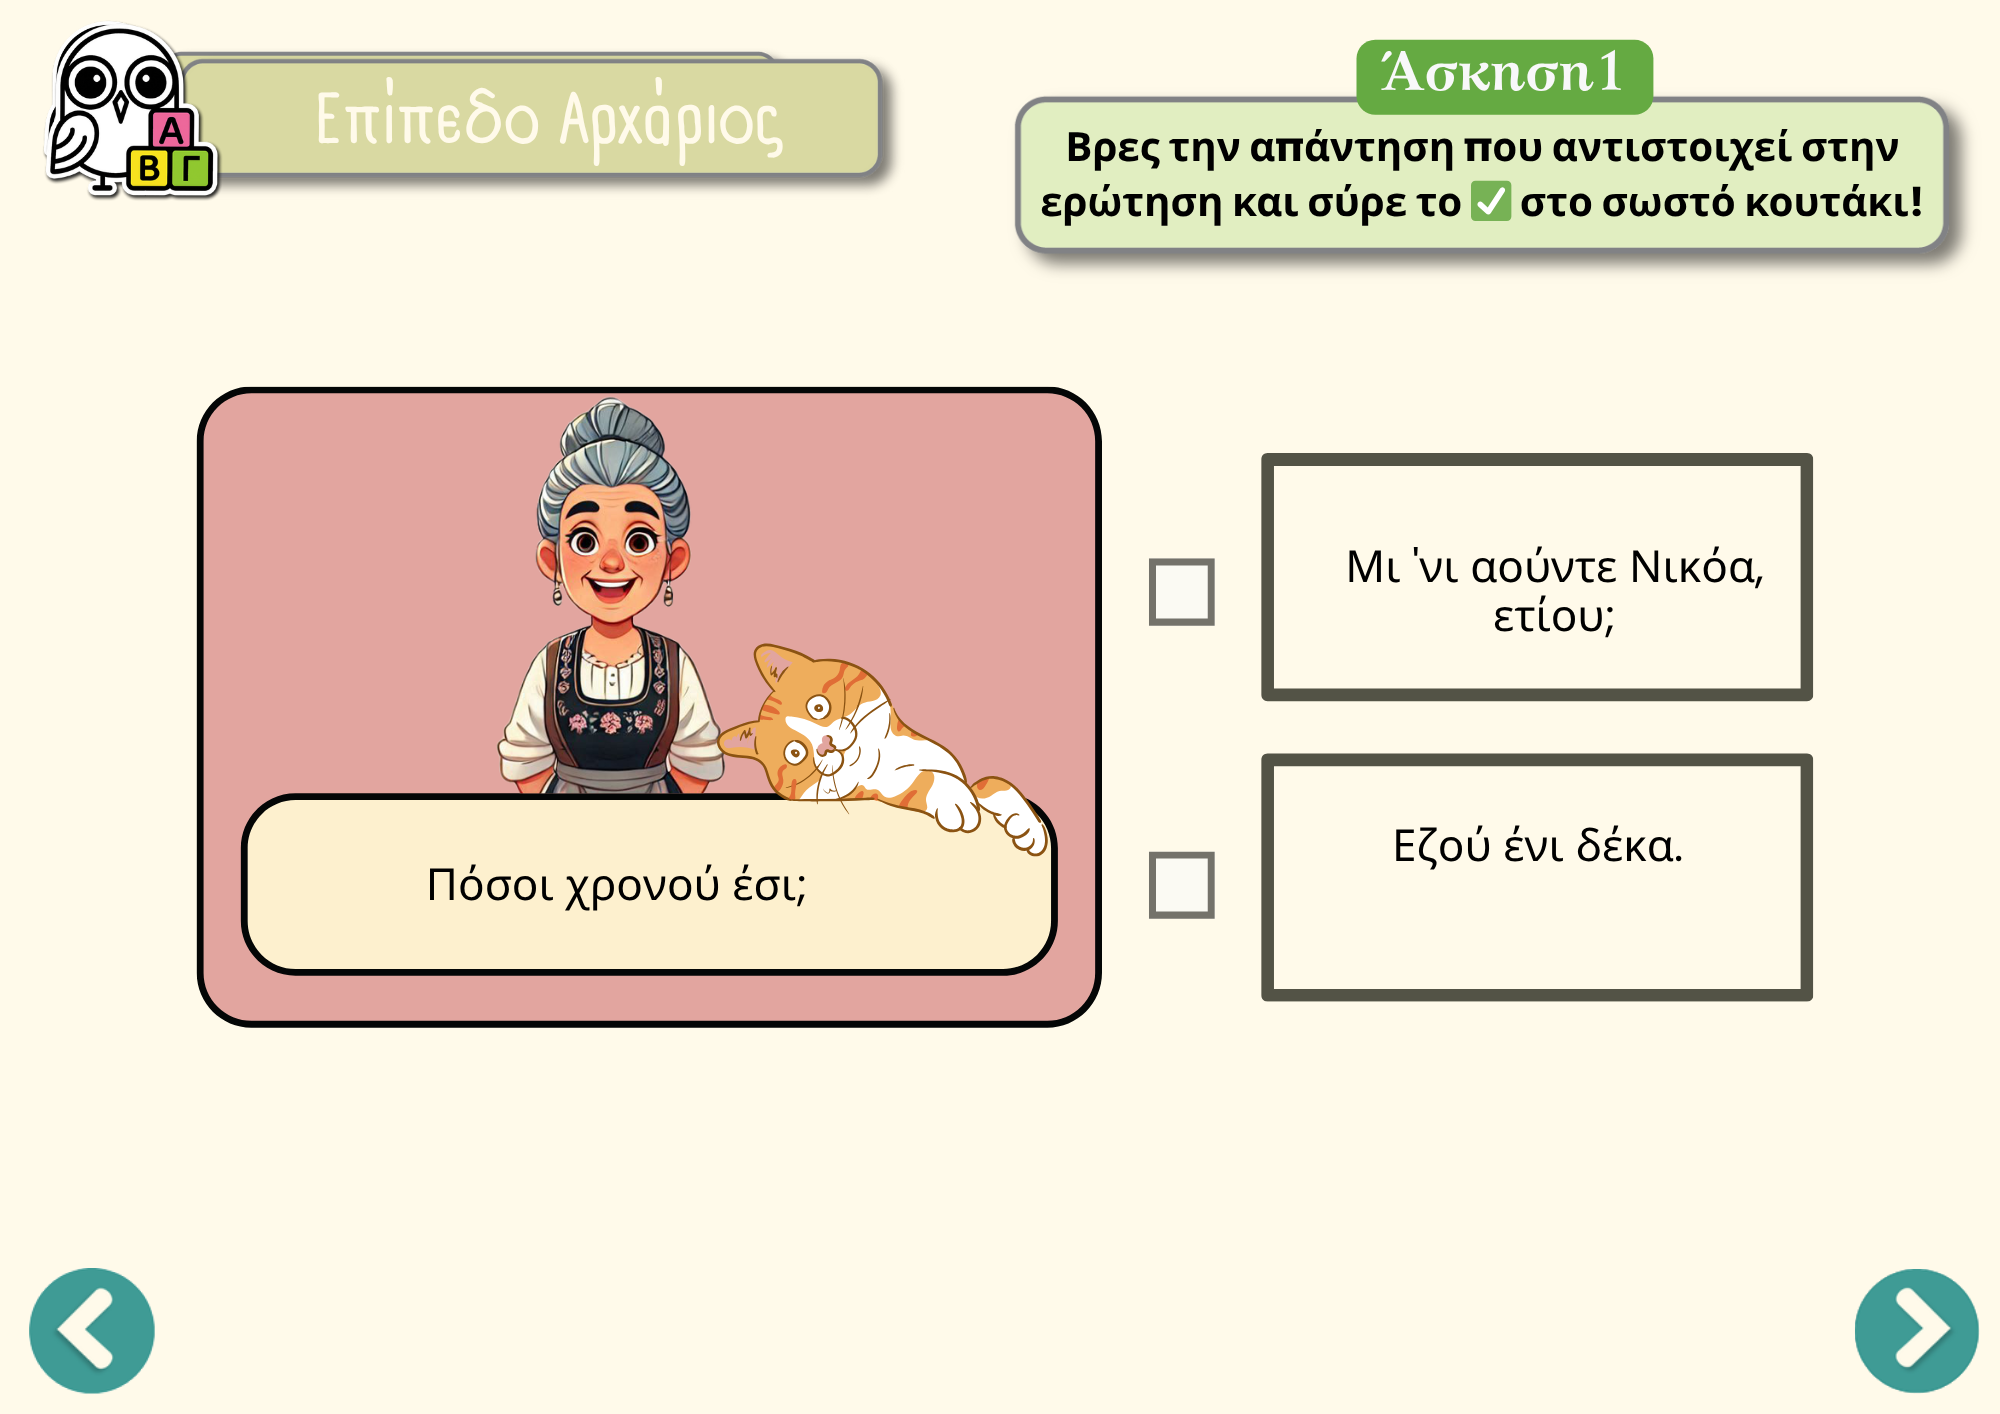 Α
Β Γ
Επίπεδο Αρχάριος
Άσκηση 1
Βρες την απάντηση που αντιστοιχεί στην
ερώτηση και σύρε το ✅ στο σωστό κουτάκι!
Πόσοι χρονού έσι;
Μι 'νι αούντε Νικόα,
ετίου;
Εζού ένι δέκα.